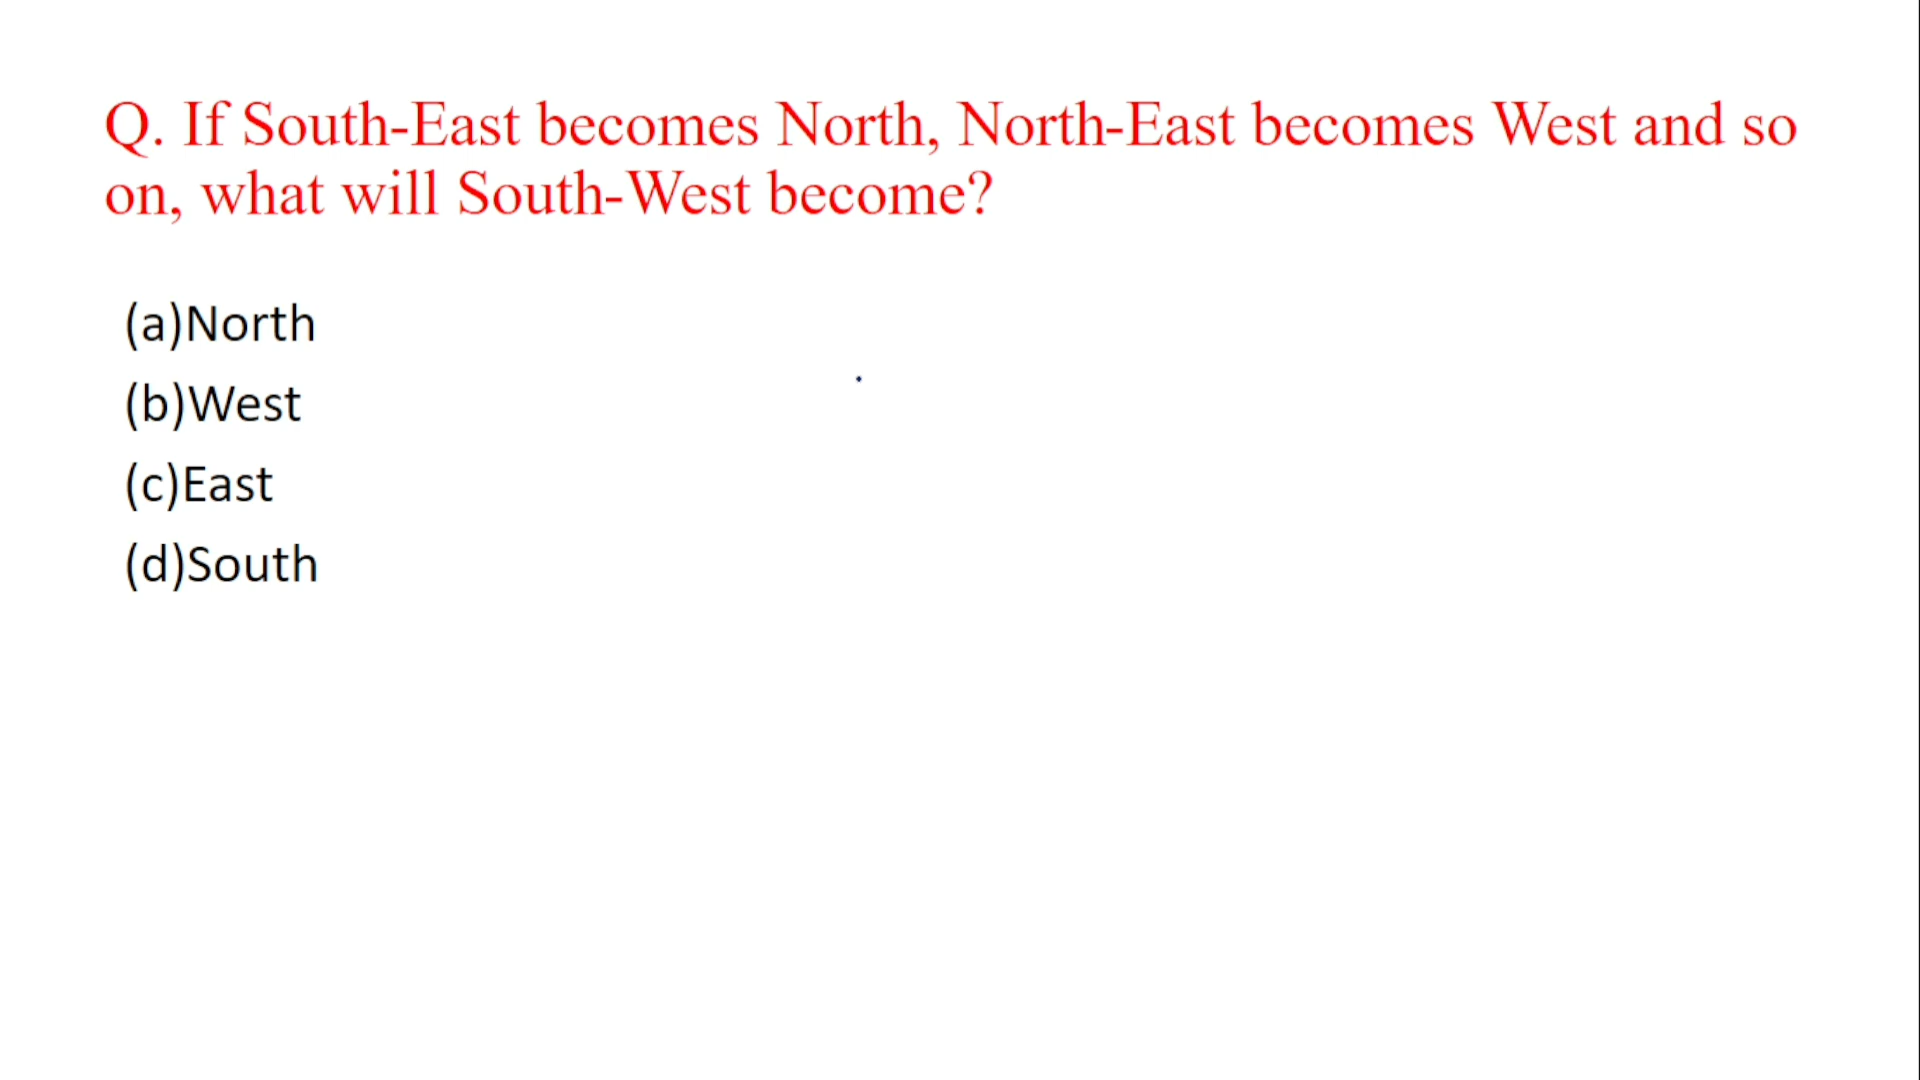 Q. If South-East becomes North, North-East becomes West and so
on, what will South-West become?
(a)North
(b)West
(c)East
(d)South